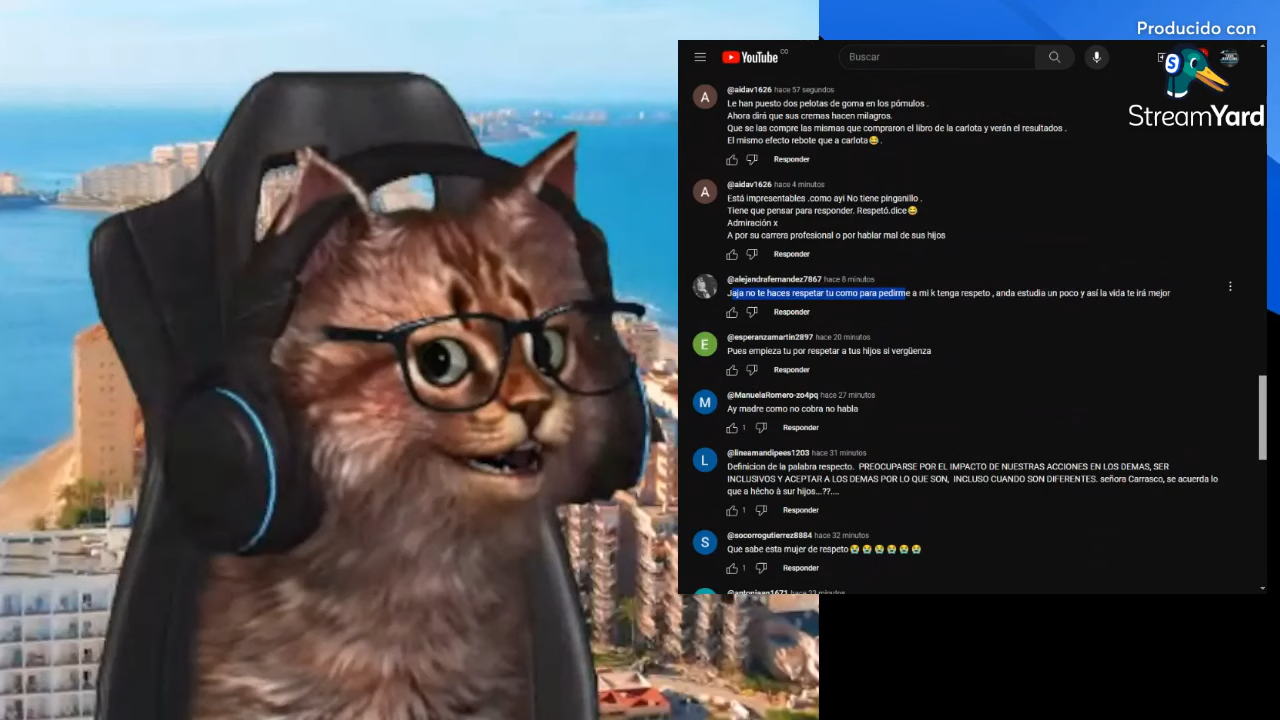 Producido con
StreamYard
YouTube CO
Buscar
A
@aidav1626 hace 57 segundos
Le han puesto dos pelotas de goma en los pómulos .
Ahora dirá que sus cremas hacen milagros.
Que se las compre las mismas que compraron el libro de la carlota y verán el resultados .
El mismo efecto rebote que a carlota😂 .
Responder
A
@aidav1626 hace 4 minutos
Está impresentables .como ayi No tiene pinganillo .
Tiene que pensar para responder. Respetó.dice😂
Admiración x
A por su carrera profesional o por hablar mal de sus hijos
Responder
@alejandrafernandez7867 hace 8 minutos
Jaja no te haces respetar tu como para pedirme a mi k tenga respeto , anda estudia un poco y así la vida te irá mejor
Responder
E
@esperanzamartin2897 hace 20 minutos
Pues empieza tu por respetar a tus hijos si vergüenza
Responder
M
@ManuelaRomero-zo4pq hace 27 minutos
Ay madre como no cobra no habla
1 Responder
L
@lineamandipees1203 hace 31 minutos
Definicion de la palabra respecto. PREOCUPARSE POR EL IMPACTO DE NUESTRAS ACCIONES EN LOS DEMAS, SER
INCLUSIVOS Y ACEPTAR A LOS DEMAS POR LO QUE SON, INCLUSO CUANDO SON DIFERENTES. señora Carrasco, se acuerda lo
que a hécho à sur hijos...??....
1 Responder
S
@socorrogutierrez8884 hace 32 minutos
Que sabe esta mujer de respeto😭😭😭😭😭😭
1 Responder